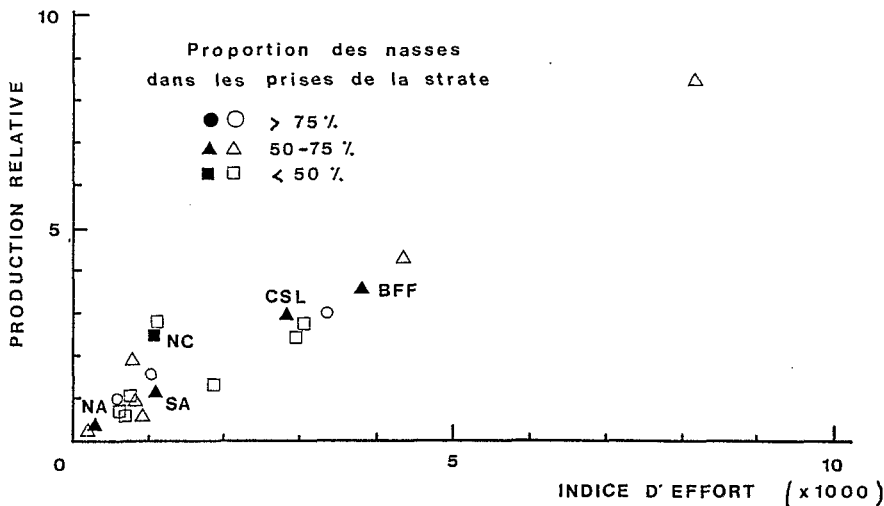 10
Proportion des nasses
dans les prises de la strate
> 75 %
50-75 %
< 50 %
PRODUCTION RELATIVE
5
CSL
BFF
NC
NA
SA
0
5
10
INDICE D'EFFORT (x1000)